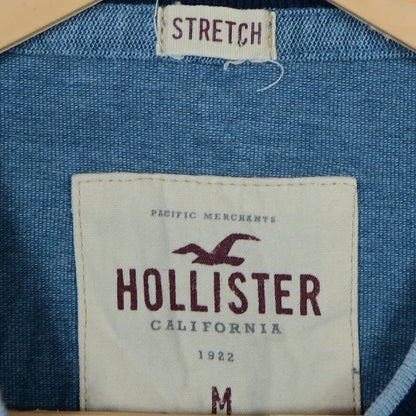 STRETCH
PACIFIC MERCHANTS
HOLLISTER
CALIFORNIA
1922
M